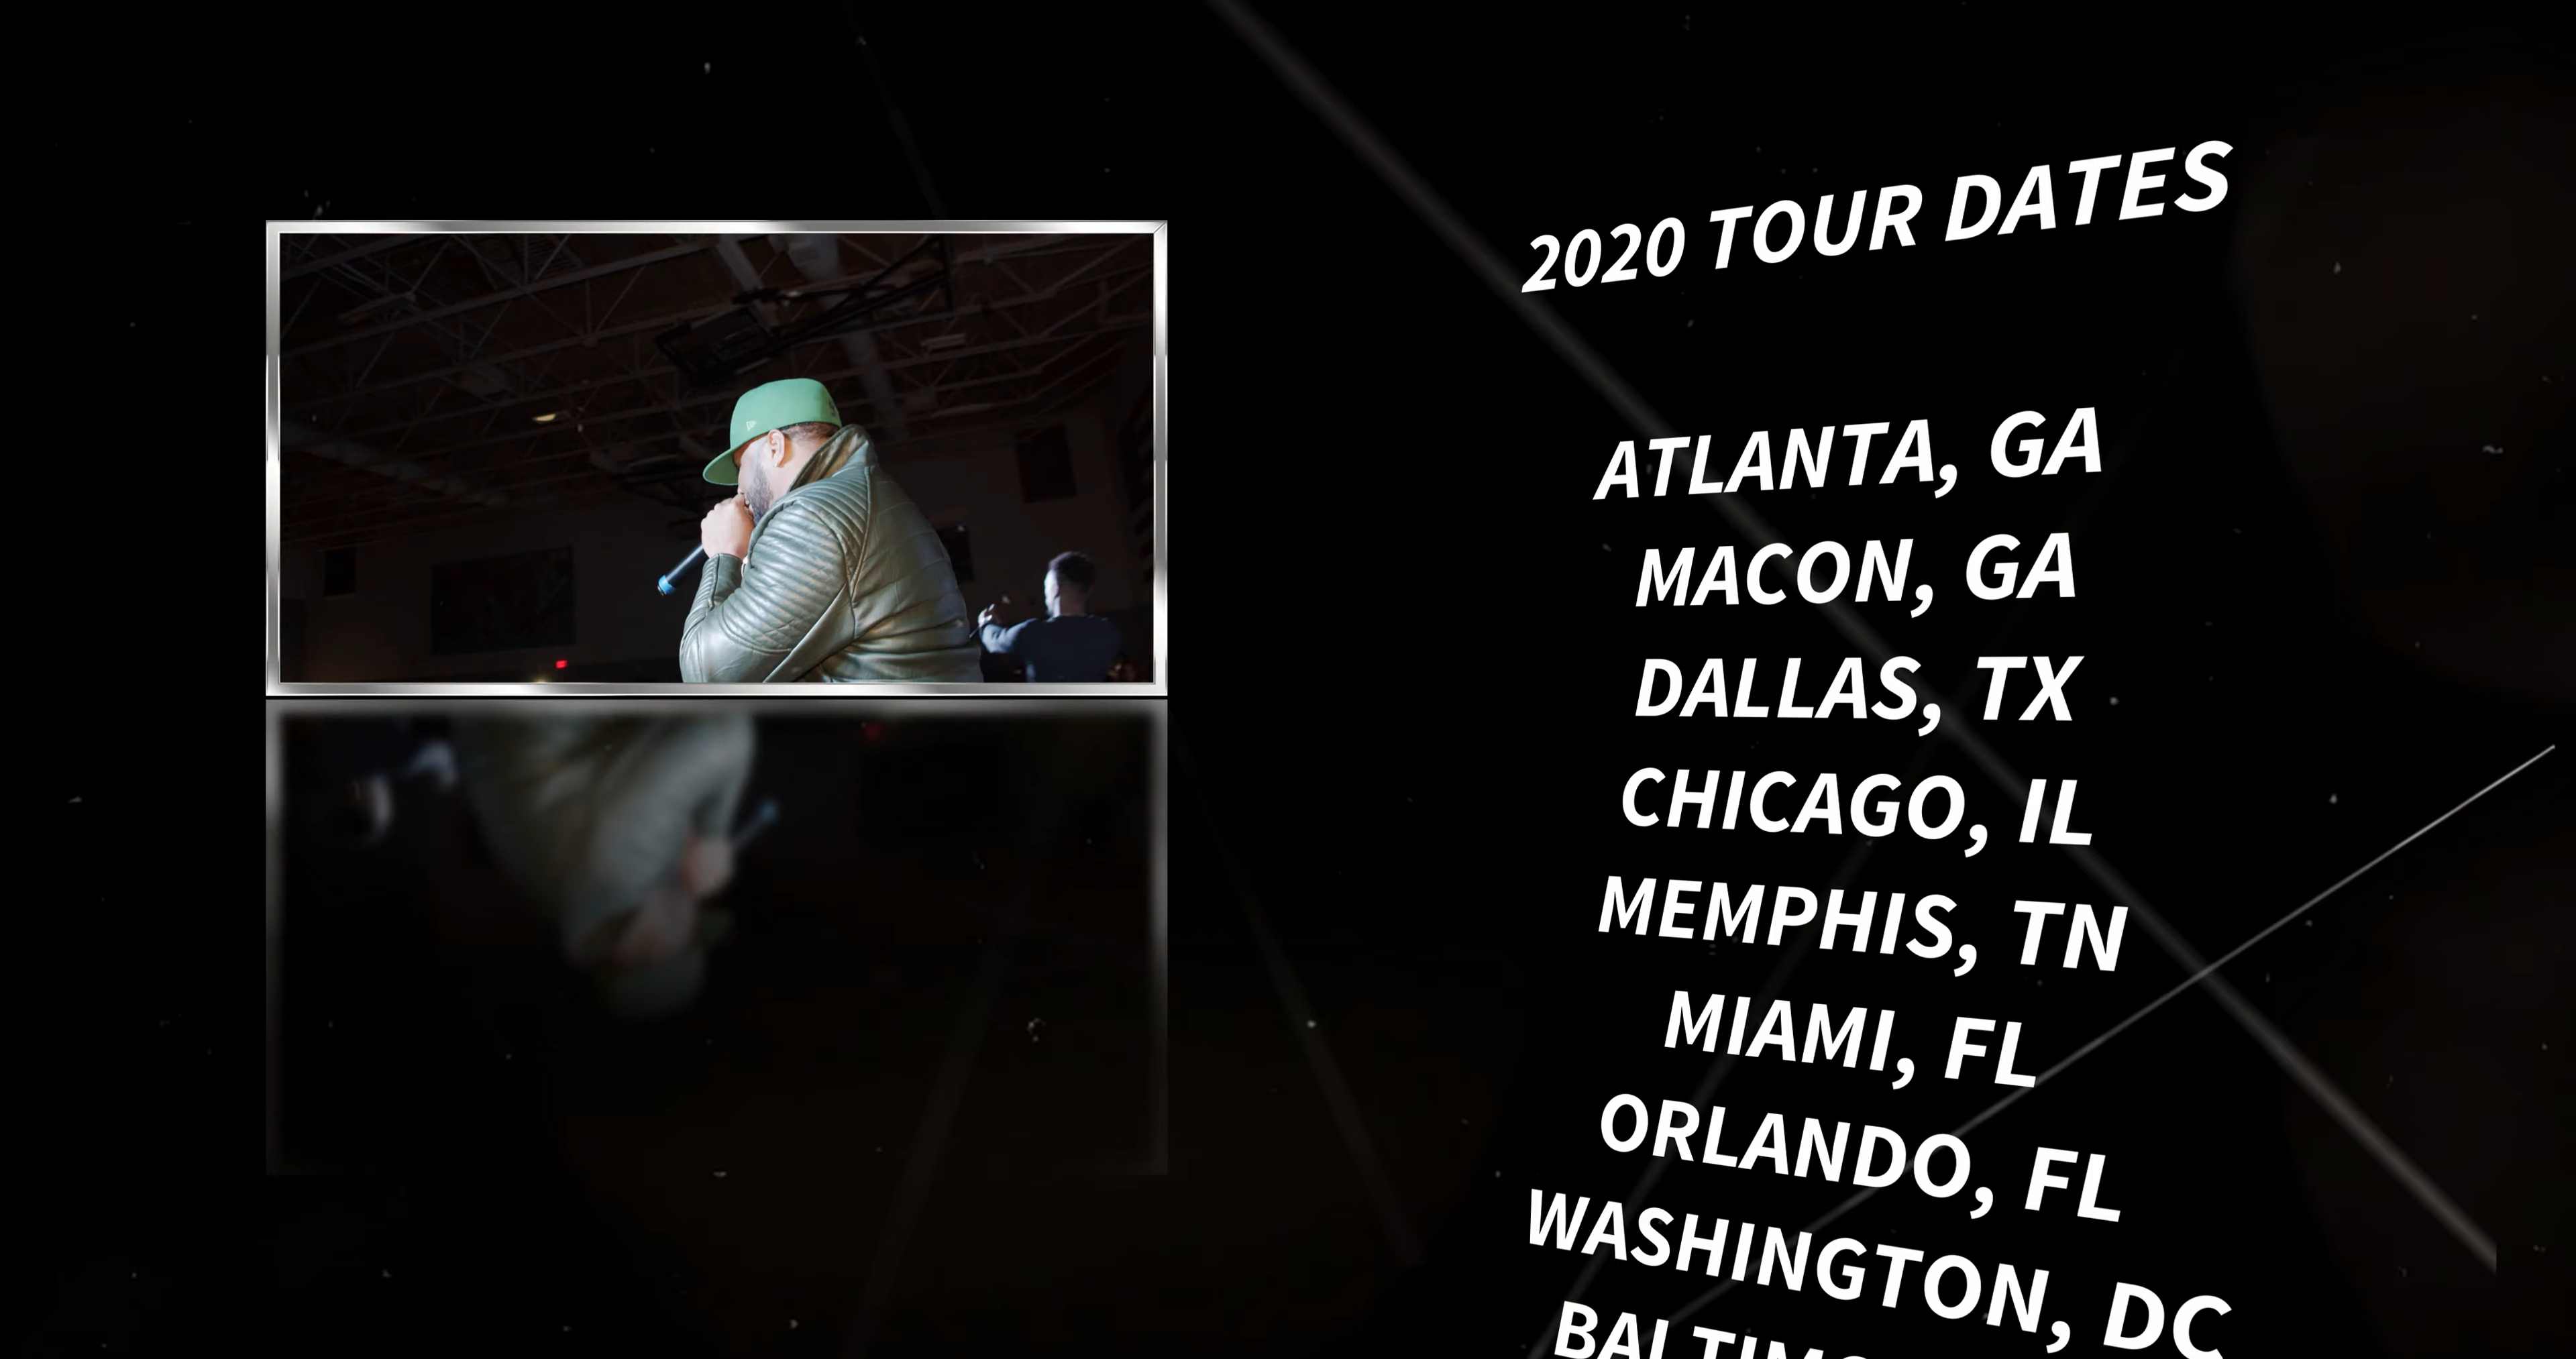 2020 TOUR DATES
ATLANTA, GA
MACON, GA
DALLAS, TX
CHICAGO, IL
MEMPHIS, TN
MIAMI, FL
ORLANDO, FL
WASHINGTON, DC